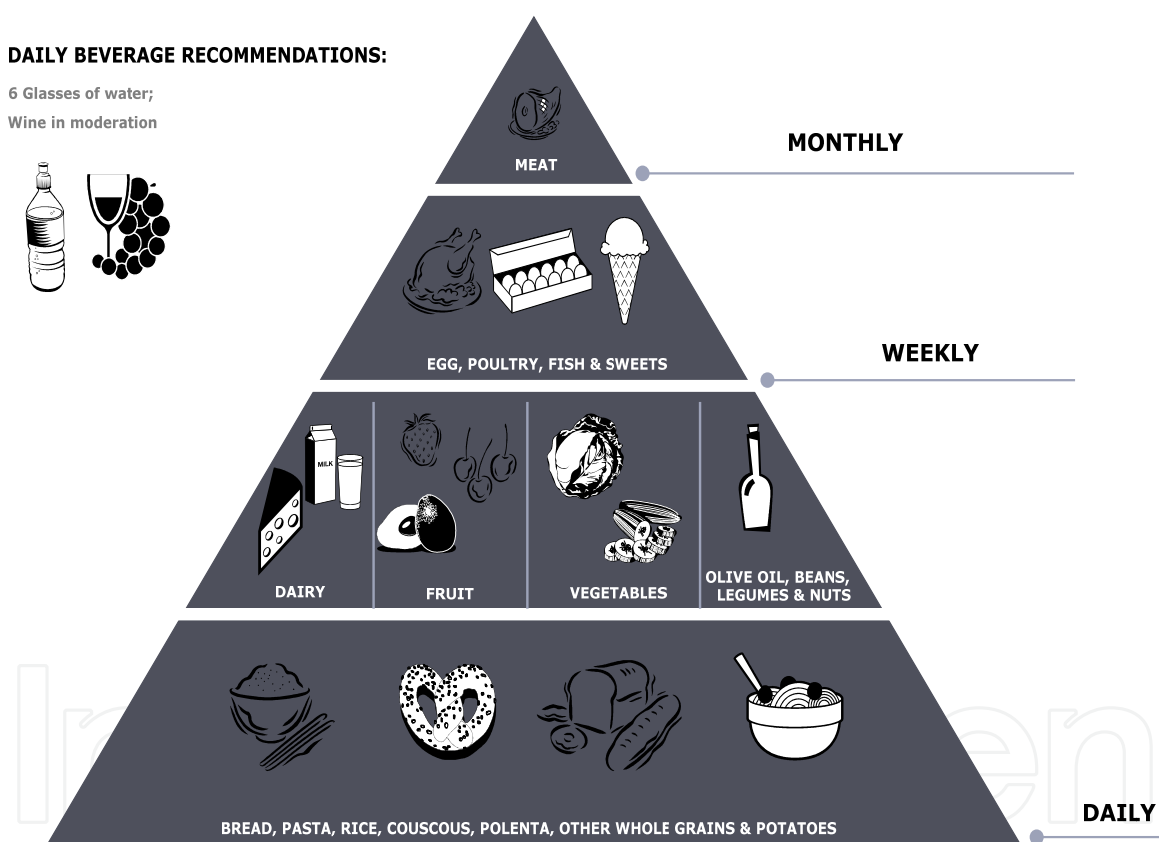 DAILY BEVERAGE RECOMMENDATIONS:
6 Glasses of water;
Wine in moderation
MEAT
MONTHLY
EGG, POULTRY, FISH & SWEETS
WEEKLY
MILK
DAIRY
FRUIT
VEGETABLES
OLIVE OIL, BEANS,
LEGUMES & NUTS
BREAD, PASTA, RICE, COUSCOUS, POLENTA, OTHER WHOLE GRAINS & POTATOES
DAILY